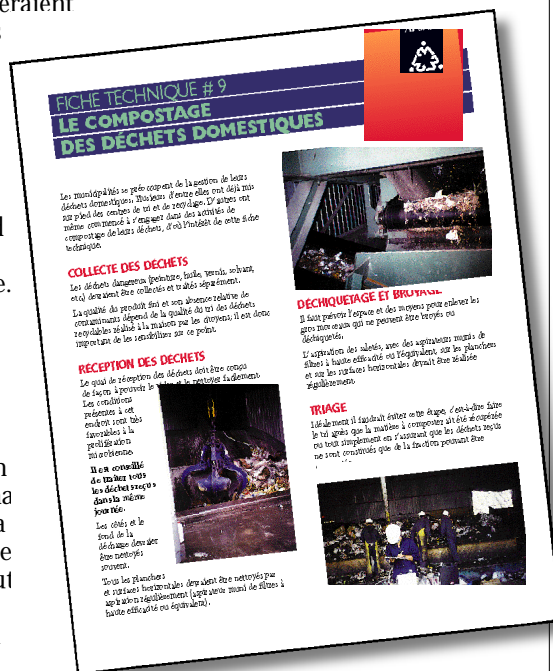 éraient
FICHE TECHNIQUE # 9
LE COMPOSTAGE
DES DÉCHETS DOMESTIQUES
Les municipalités se préoccupent de la gestion de leurs
déchets domestiques. Plusieurs d'entre elles ont déjà mis
sur pied des centres de tri et de recyclage. D'autres ont
même commencé à s'engager dans des activités de
compostage de leurs déchets, d'où l'intérêt de cette fiche
technique.
COLLECTE DES DÉCHETS
Les déchets dangereux (peinture, huile, vernis, solvant,
etc.) devraient être collectés et traités séparément.
La qualité du produit fini et son absence relative de
contaminants dépend de la qualité du tri des déchets
recyclables réalisé à la maison par les citoyens; il est donc
important de les sensibiliser sur ce point.
RÉCEPTION DES DÉCHETS
Le quai de réception des déchets doit être conçu
de façon à pouvoir le et le nettoyer facilement.
Les conditions
présentes à cet
endroit sont très
favorables à la
prolifération
microbienne.
Il est conseillé
de traiter tous
les déchets reçus
dans la même
journée.
Les côtés et le
fond de la
décharge devraient
être nettoyés
souvent.
Tous les planchers
et surfaces horizontales devraient être nettoyés par
aspiration régulièrement (aspirateur muni de filtres à
haute efficacité ou équivalent).
DÉCHIQUETAGE ET BROYAGE
Il faut prévoir l'espace et des moyens pour enlever les
gros morceaux qui ne peuvent être broyés ou
déchiquetés.
L'aspiration des saletés, avec des aspirateurs munis de
filtres à haute efficacité ou l'équivalent, sur les planchers
et sur les surfaces horizontales devrait être réalisée
régulièrement.
TRIAGE
Idéalement il faudrait éviter cette étape, c'est-à-dire faire
le tri après que la matière à composter ait été récupérée
ou tout simplement en s'assurant que les déchets reçus
ne sont constitués que de la fraction pouvant être